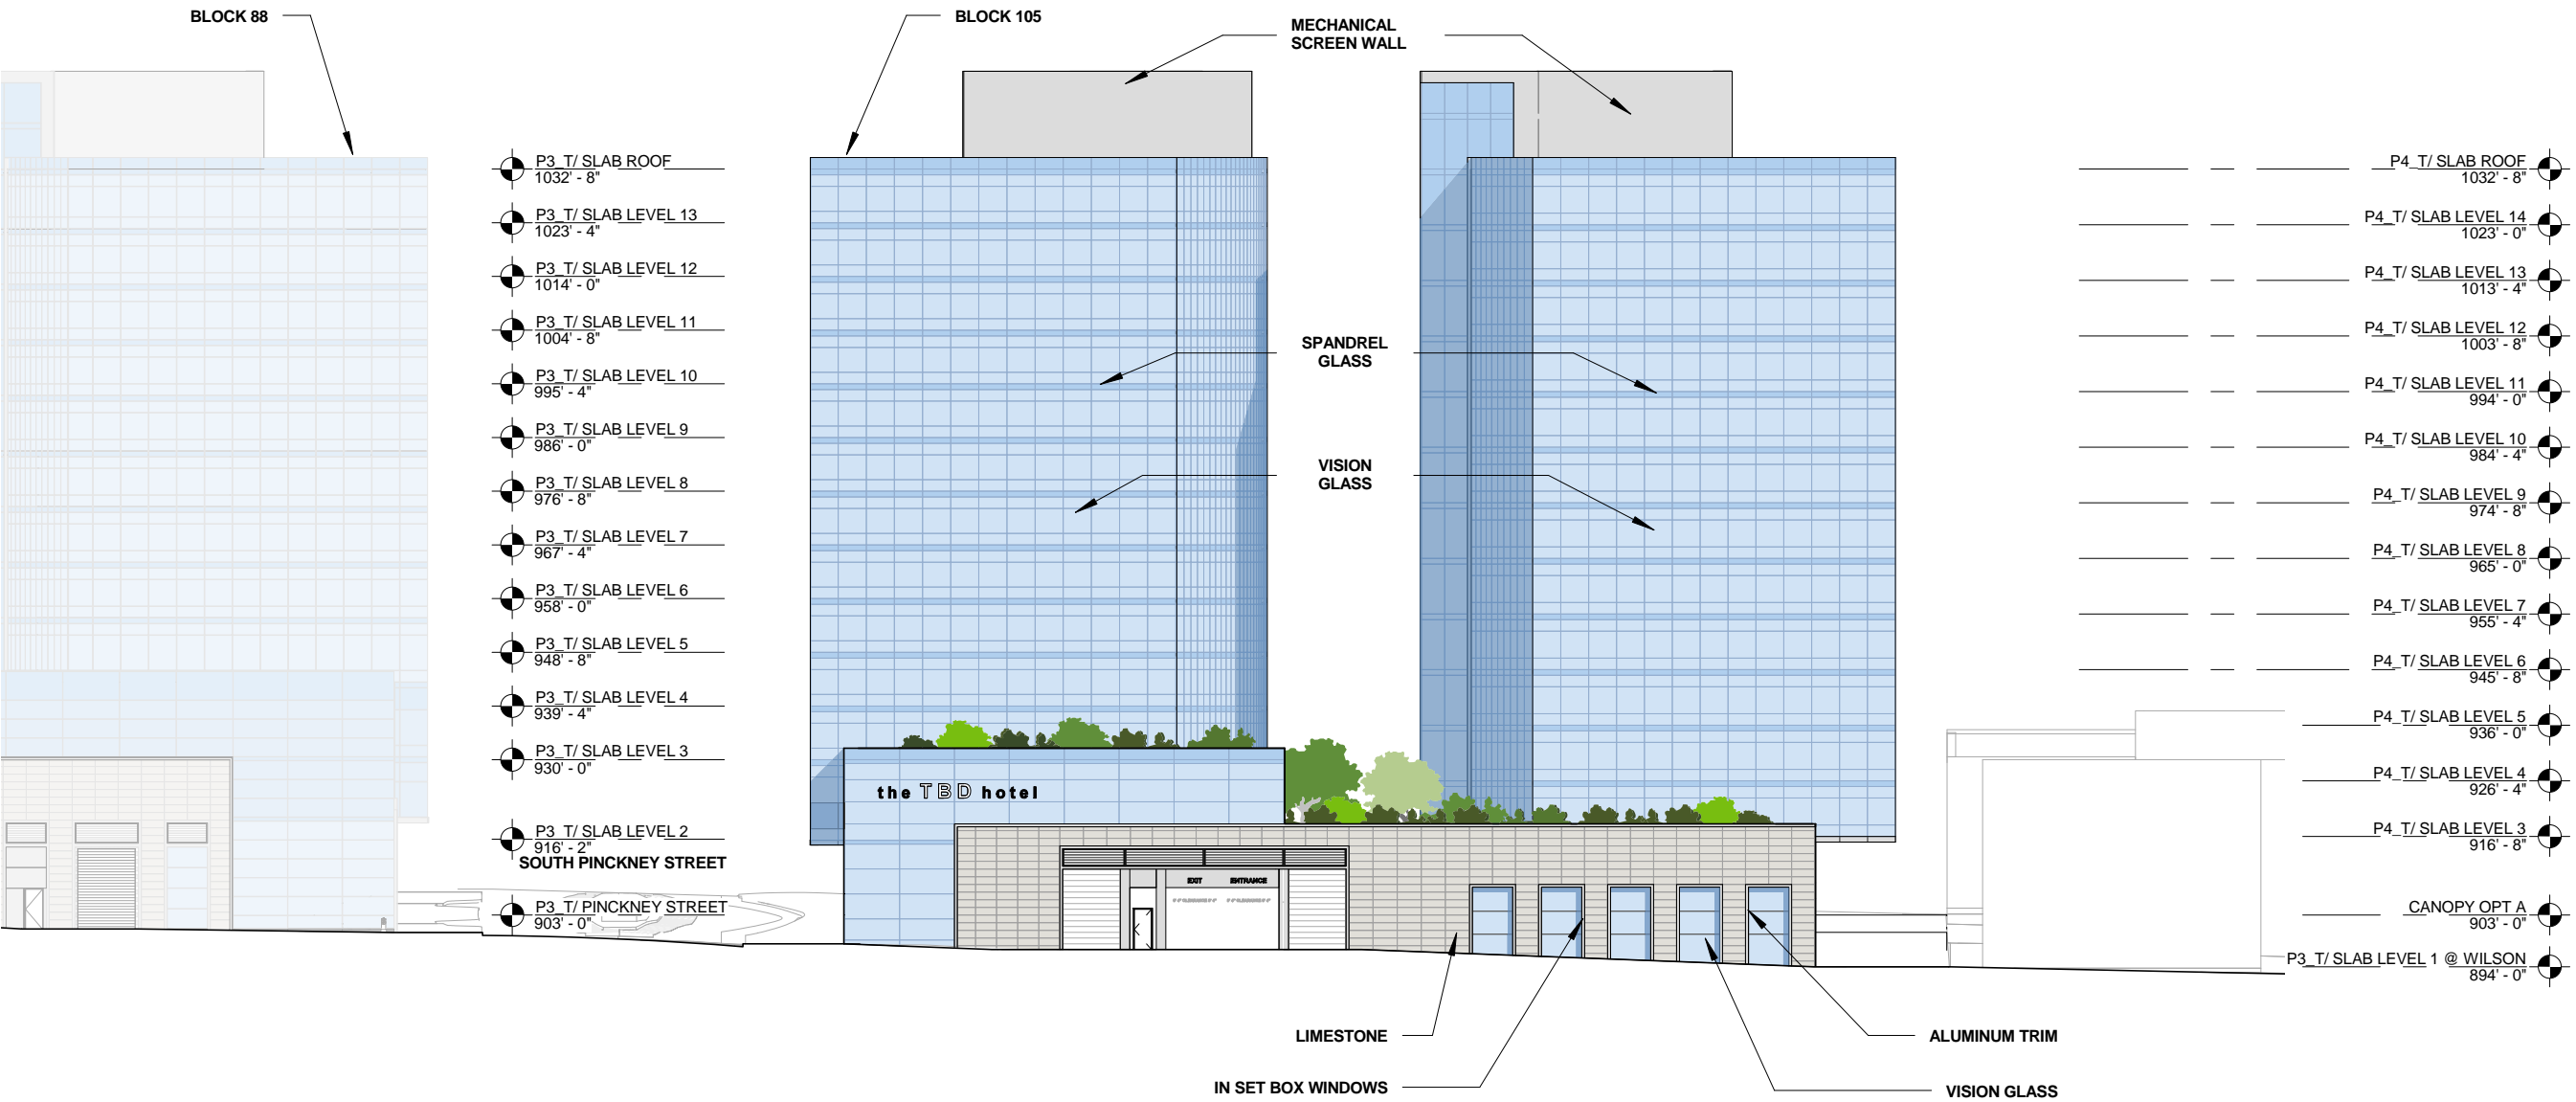 BLOCK 88
BLOCK 105
MECHANICAL
SCREEN WALL
P3_T/ SLAB ROOF
1032' - 8"
P3_T/ SLAB LEVEL 13
1023' - 4"
P3_T/ SLAB LEVEL 12
1014' - 0"
P3_T/ SLAB LEVEL 11
1004' - 8"
P3_T/ SLAB LEVEL 10
995' - 4"
P3_T/ SLAB LEVEL 9
986' - 0"
P3_T/ SLAB LEVEL 8
976' - 8"
P3_T/ SLAB LEVEL 7
967' - 4"
P3_T/ SLAB LEVEL 6
958' - 0"
P3_T/ SLAB LEVEL 5
948' - 8"
P3_T/ SLAB LEVEL 4
939' - 4"
P3_T/ SLAB LEVEL 3
930' - 0"
P3_T/ SLAB LEVEL 2
916' - 2"
SOUTH PINCKNEY STREET
P3_T/ PINCKNEY STREET
903' - 0"
SPANDREL
GLASS
VISION
GLASS
the TBD hotel
EXIT
ENTRANCE
P4_T/ SLAB ROOF
1032' - 8"
P4_T/ SLAB LEVEL 14
1023' - 0"
P4_T/ SLAB LEVEL 13
1013' - 4"
P4_T/ SLAB LEVEL 12
1003' - 8"
P4_T/ SLAB LEVEL 11
994' - 0"
P4_T/ SLAB LEVEL 10
984' - 4"
P4_T/ SLAB LEVEL 9
974' - 8"
P4_T/ SLAB LEVEL 8
965' - 0"
P4_T/ SLAB LEVEL 7
955' - 4"
P4_T/ SLAB LEVEL 6
945' - 8"
P4_T/ SLAB LEVEL 5
936' - 0"
P4_T/ SLAB LEVEL 4
926' - 4"
P4_T/ SLAB LEVEL 3
916' - 8"
CANOPY OPT A
903' - 0"
P3_T/ SLAB LEVEL 1 @ WILSON
894' - 0"
LIMESTONE
IN SET BOX WINDOWS
ALUMINUM TRIM
VISION GLASS